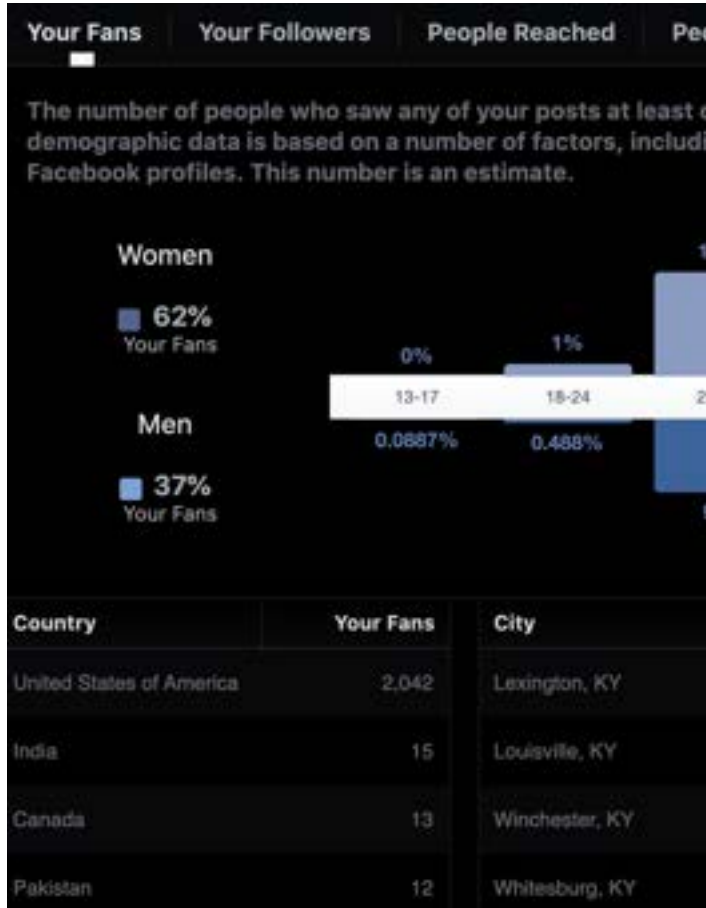 Your Fans Your Followers People Reached
The number of people who saw any of your posts at least
demographic data is based on a number of factors,
Facebook profiles. This number is an estimate.
Women
62%
Your Fans
Men
37%
Your Fans
0% 1%
13-17 18-24
0.0887% 0.488%
Country Your Fans City
United States of America 2,042 Lexington, KY
India 15 Louisville, KY
Canada 13 Winchester, KY
Pakistan 12 Whitesburg, KY